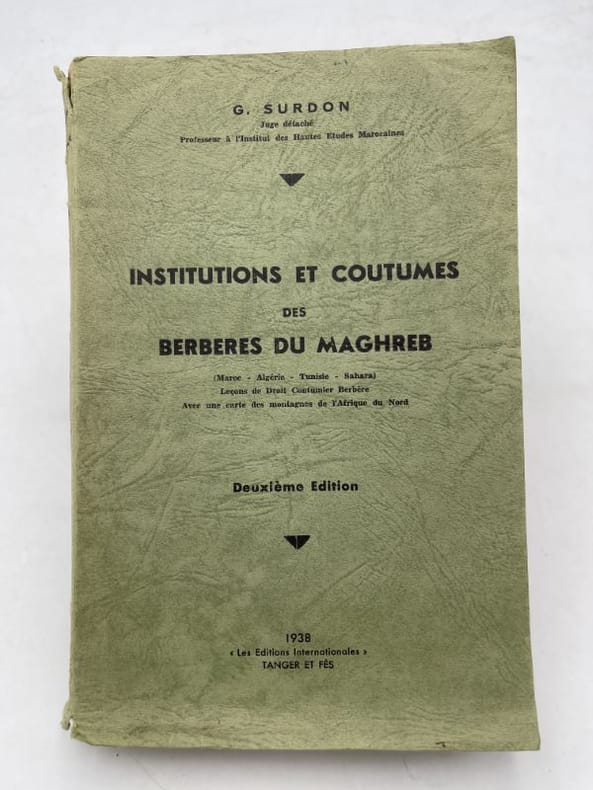 G. SURDON
Juge détaché
Professeur à l'Institut des Hautes Etudes Marocaines
INSTITUTIONS ET COUTUMES
DES
BERBERES DU MAGHREB
(Maroc - Algérie - Tunisie - Sahara)
Leçons de Droit Coutumier Berbère
Avec une carte des montagnes de l'Afrique du Nord
Deuxième Edition
1938
« Les Editions Internationales »
TANGER ET FÈS